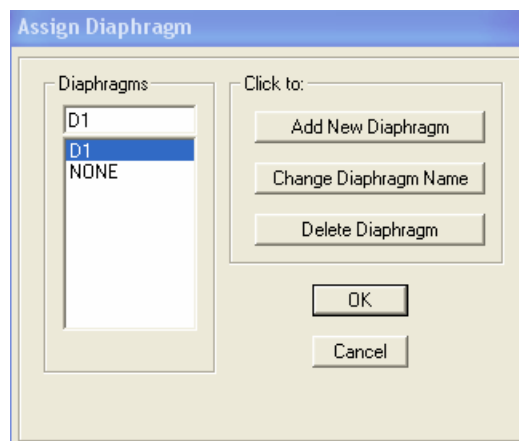 Assign Diaphragm
Diaphragms
D1
D1
NONE
Click to:
Add New Diaphragm
Change Diaphragm Name
Delete Diaphragm
OK
Cancel